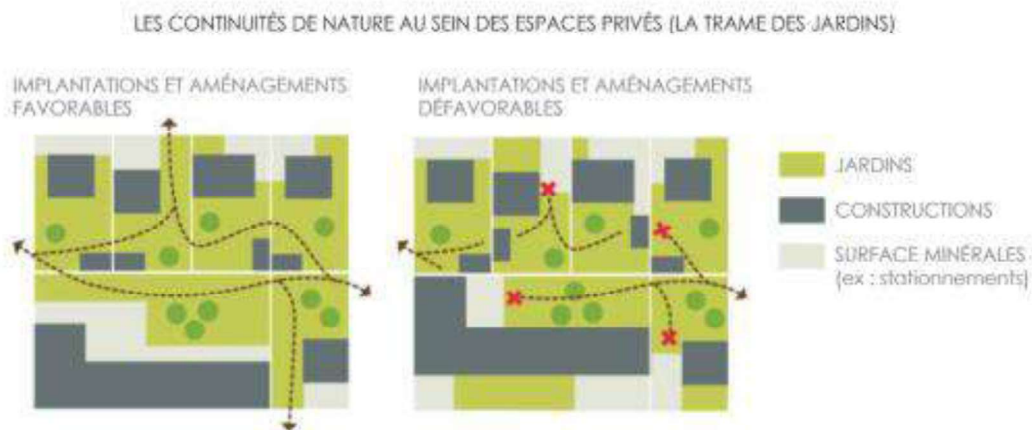 LES CONTINUITÉS DE NATURE AU SEIN DES ESPACES PRIVÉS (LA TRAME DES JARDINS)
IMPLANTATIONS ET AMÉNAGEMENTS
FAVORABLES
IMPLANTATIONS ET AMÉNAGEMENTS
DÉFAVORABLES
JARDINS
CONSTRUCTIONS
SURFACE MINÉRALES
(ex : stationnements)